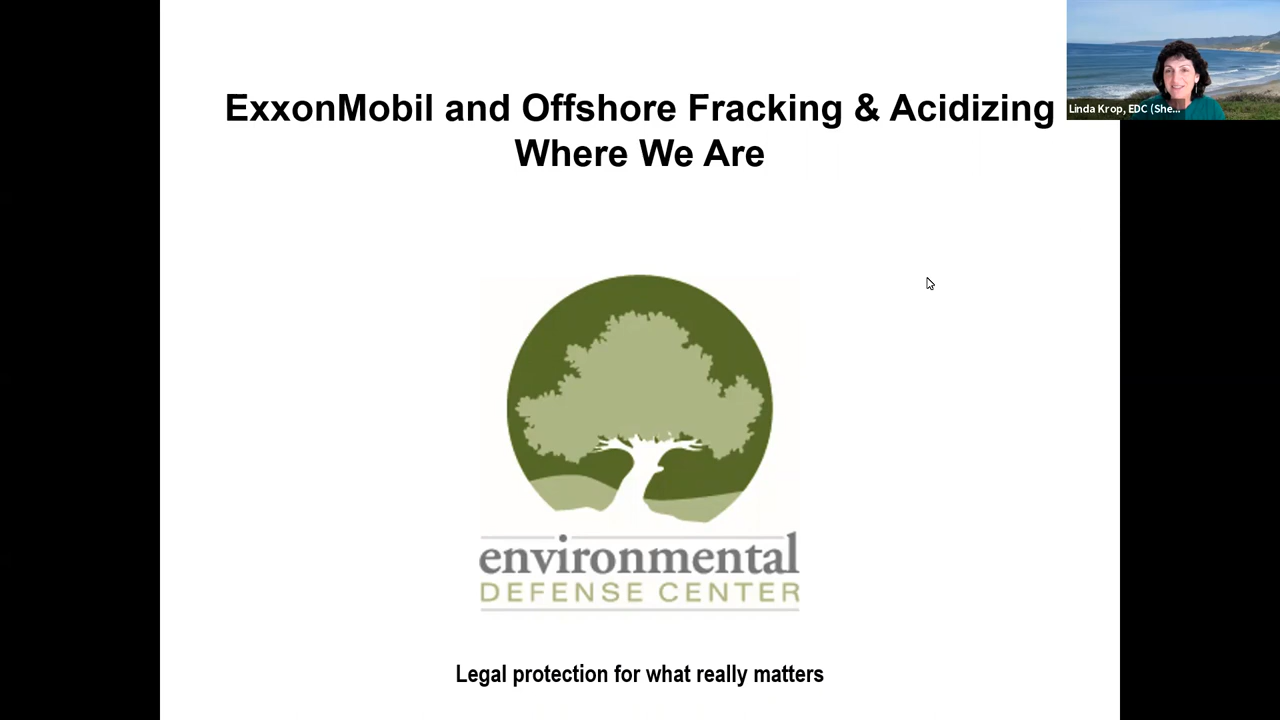 ExxonMobil and Offshore Fracking & Acidizing
Where We Are
Linda Krop, EDC (She...
environmental
DEFENSE CENTER
Legal protection for what really matters